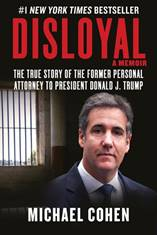 #1 NEW YORK TIMES BESTSELLER
DISLOYAL
A MEMOIR
THE TRUE STORY OF THE FORMER PERSONAL
ATTORNEY TO PRESIDENT DONALD J. TRUMP
MICHAEL COHEN